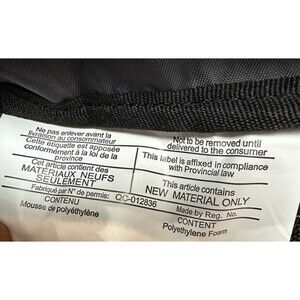 Ne pas enlever avant la
livraison au consommateur
Cette étiquette est apposée
conformément à la loi de la
province
Cet article contient des
MATÉRIAUX NEUFS
SEULEMENT
Fabriqué par N° de permis: QC-012836
CONTENU
Mousse de polyéthylène
Not to be removed until
delivered to the consumer
This label is affixed in compliance
with Provincial law
This article contains
NEW MATERIAL ONLY
Made by Reg. No.
CONTENT
Polyethylene Foam